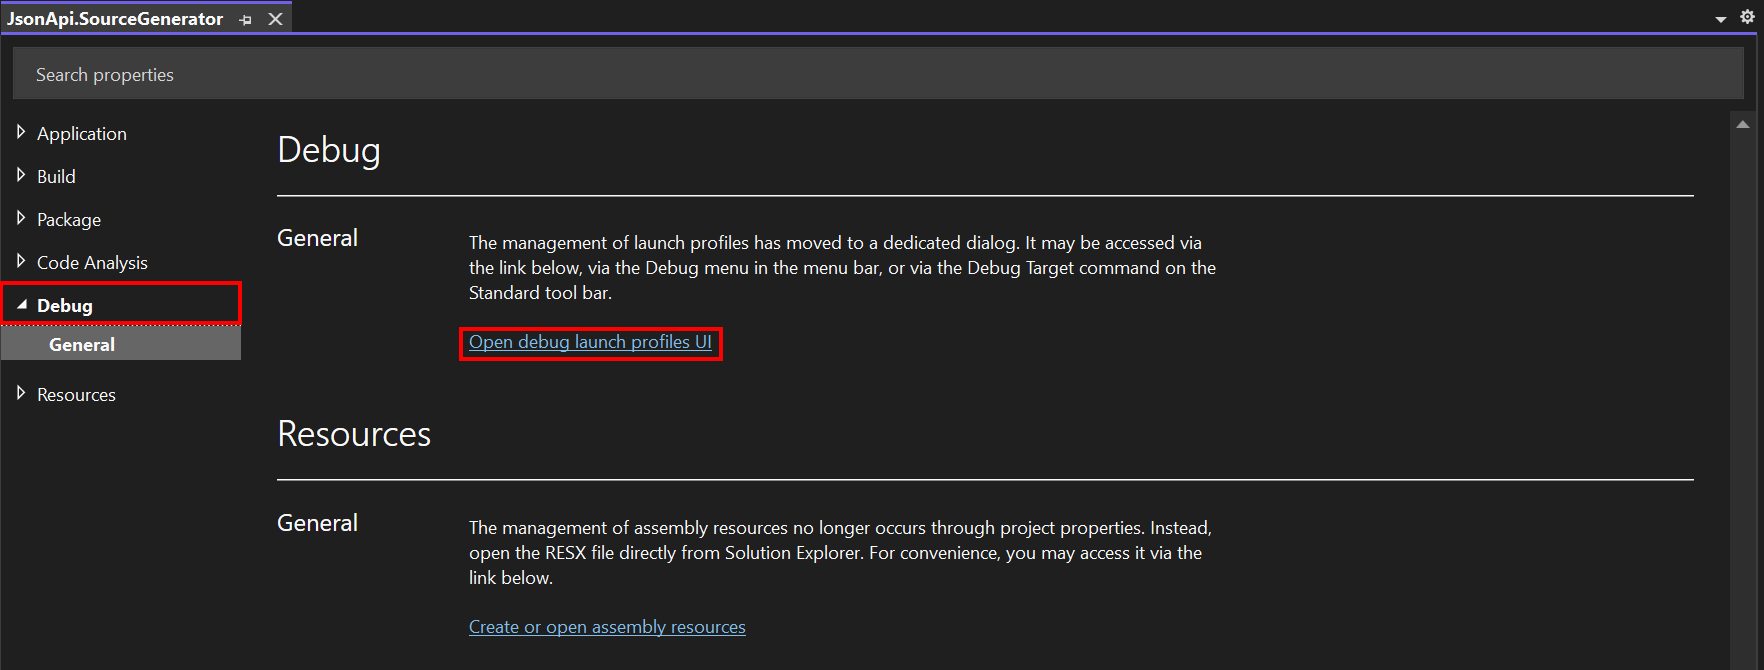 JsonApi.SourceGenerator
Search properties
Application
Build
Package
Code Analysis
Debug
General
Resources
Debug
General
The management of launch profiles has moved to a dedicated dialog. It may be accessed via
the link below, via the Debug menu in the menu bar, or via the Debug Target command on the
Standard tool bar.
Open debug launch profiles UI
Resources
General
The management of assembly resources no longer occurs through project properties. Instead,
open the RESX file directly from Solution Explorer. For convenience, you may access it via the
link below.
Create or open assembly resources